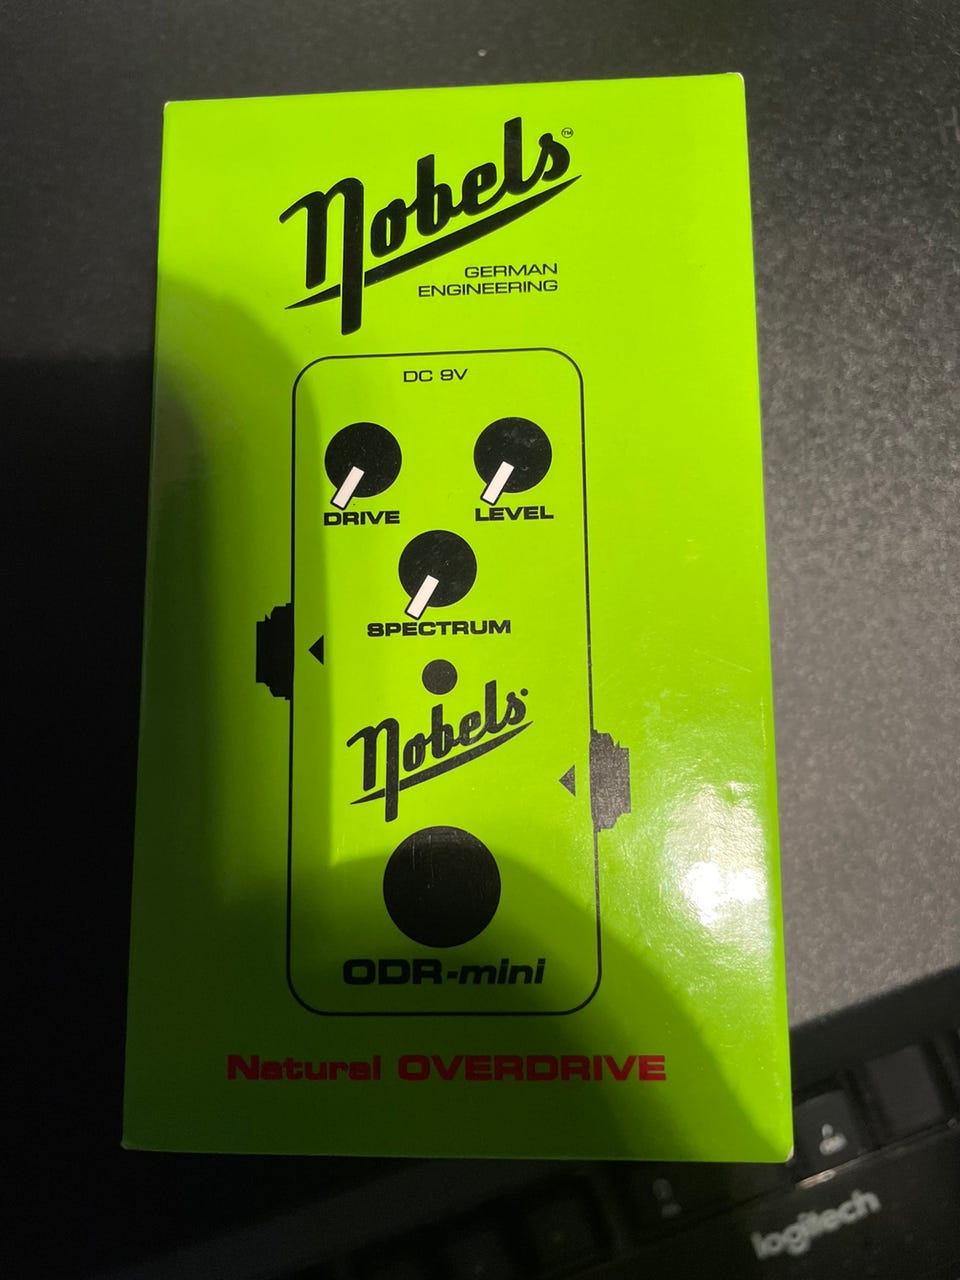 Nobels™
GERMAN
ENGINEERING
DC 9V
DRIVE
LEVEL
SPECTRUM
Nobels
ODR-mini
Natural OVERDRIVE
logitech